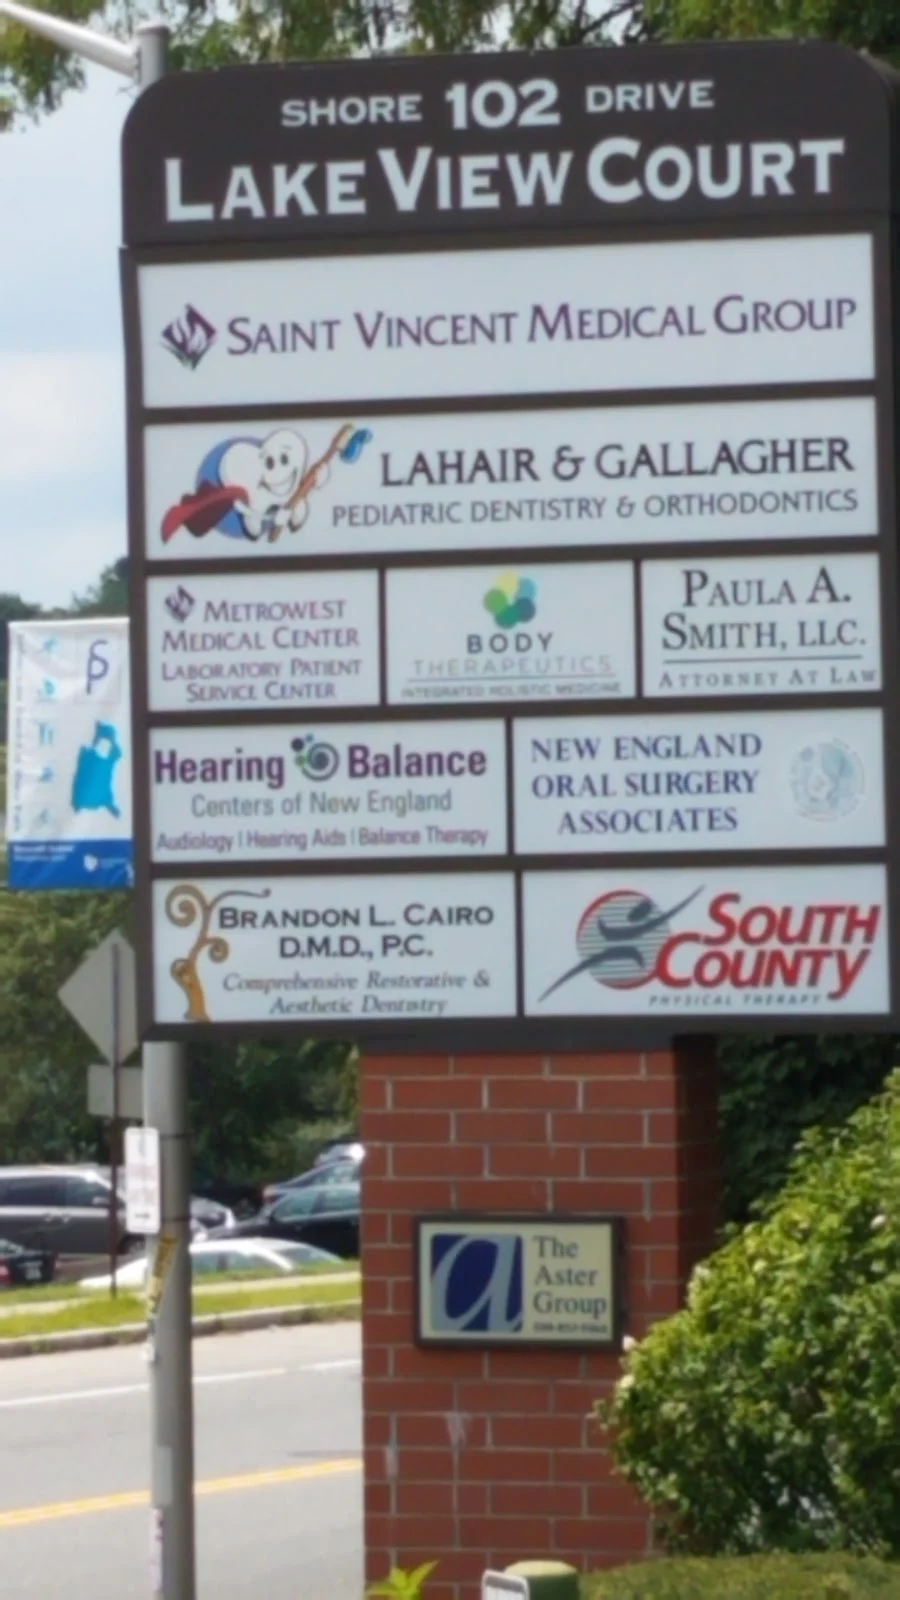 SHORE 102 DRIVE
LAKE VIEW COURT
SAINT VINCENT MEDICAL GROUP
LAHAIR & GALLAGHER
PEDIATRIC DENTISTRY & ORTHODONTICS
METROWEST
MEDICAL CENTER
LABORATORY PATIENT
SERVICE CENTER
BODY
THERAPEUTICS
INTEGRATED HOLISTIC MEDICINE
PAULA A.
SMITH, LLC.
ATTORNEY AT LAW
Hearing Balance
Centers of New England
Audiology | Hearing Aids | Balance Therapy
NEW ENGLAND
ORAL SURGERY
ASSOCIATES
BRANDON L. CAIRO
D.M.D., P.C.
Comprehensive Restorative &
Aesthetic Dentistry
SOUTH
COUNTY
PHYSICAL THERAPY
The
Aster
Group